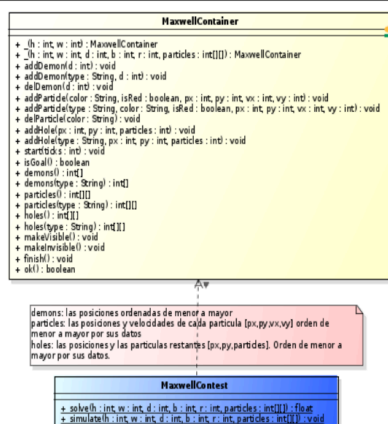 MaxwellContainer
+ _(h : int, w : int) : MaxwellContainer
+ _(h : int, w : int, d : int, b : int, r : int, particles : int[][]) : MaxwellContainer
+ addDemon(d : int) : void
+ addDemon(type : String, d : int) : void
+ delDemon(d : int) : void
+ addParticle(color : String, isRed : boolean, px : int, py : int, vx : int, vy : int) : void
+ addParticle(type : String, color : String, isRed : boolean, px : int, py : int, vx : int, vy : int) : void
+ delParticle(color : String) : void
+ addHole(px : int, py : int, particles : int) : void
+ addHole(type : String, px : int, py : int, particles : int) : void
+ start(ticks : int) : void
+ isGoal() : boolean
+ demons() : int[]
+ demons(type : String) : int[]
+ particles() : int[][]
+ particles(type : String) : int[][]
+ holes() : int[][]
+ holes(type : String) : int[][]
+ makeVisible() : void
+ makeInvisible() : void
+ finish() : void
+ ok() : boolean
demons: las posiciones ordenadas de menor a mayor
particles: las posiciones y velocidades de cada particula [px,py,vx,vy] orden de
menor a mayor por sus datos
holes: las posiciones y las particulas restantes [px,py,particles]. Orden de menor a
mayor por sus datos.
MaxwellContest
+ solve(h : int, w : int, d : int, b : int, r : int, particles : int[][]) : float
+ simulate(h : int, w : int, d : int, b : int, r : int, particles : int[][]) : void